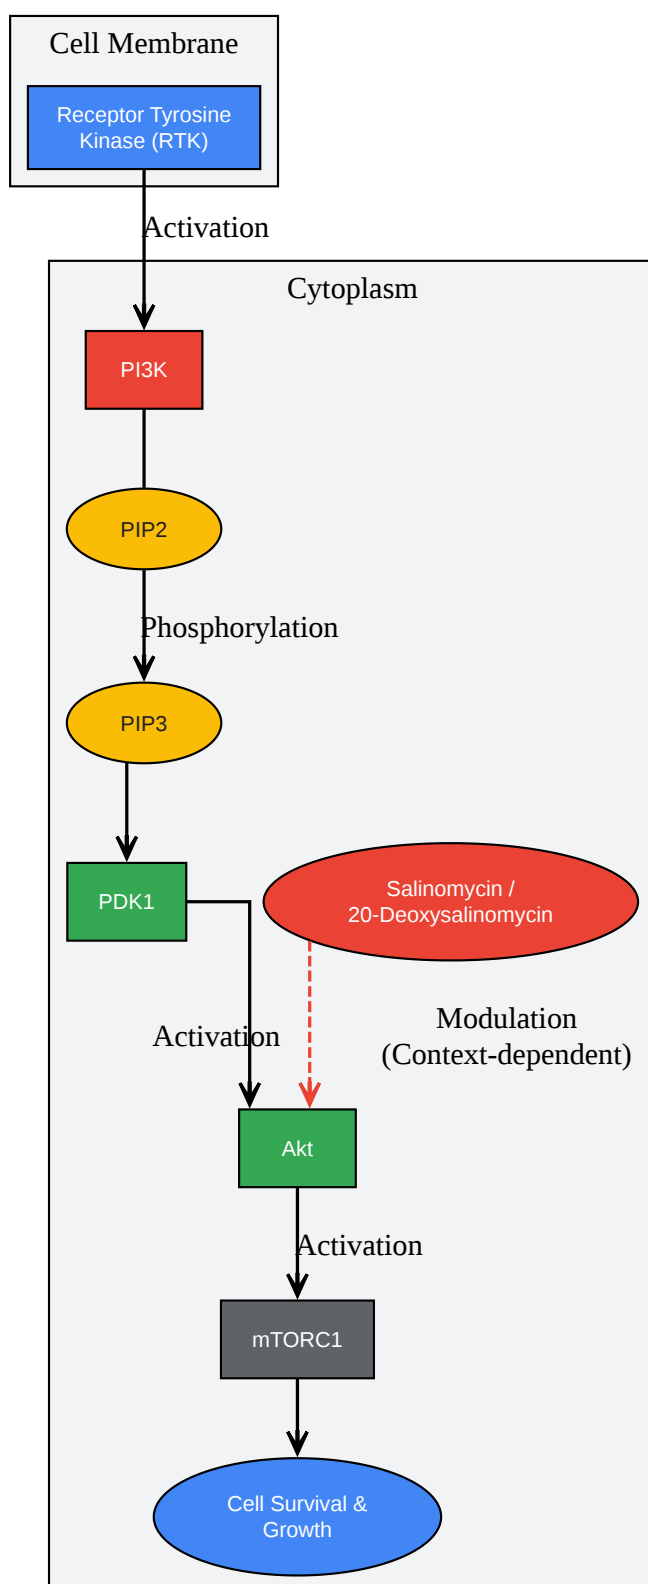 Cell Membrane
Receptor Tyrosine
Kinase (RTK)
Activation
Cytoplasm
PI3K
PIP2
Phosphorylation
PIP3
PDK1
Salinomycin /
20-Deoxysalinomycin
Activation
Modulation
(Context-dependent)
Akt
Activation
mTORC1
Cell Survival &
Growth